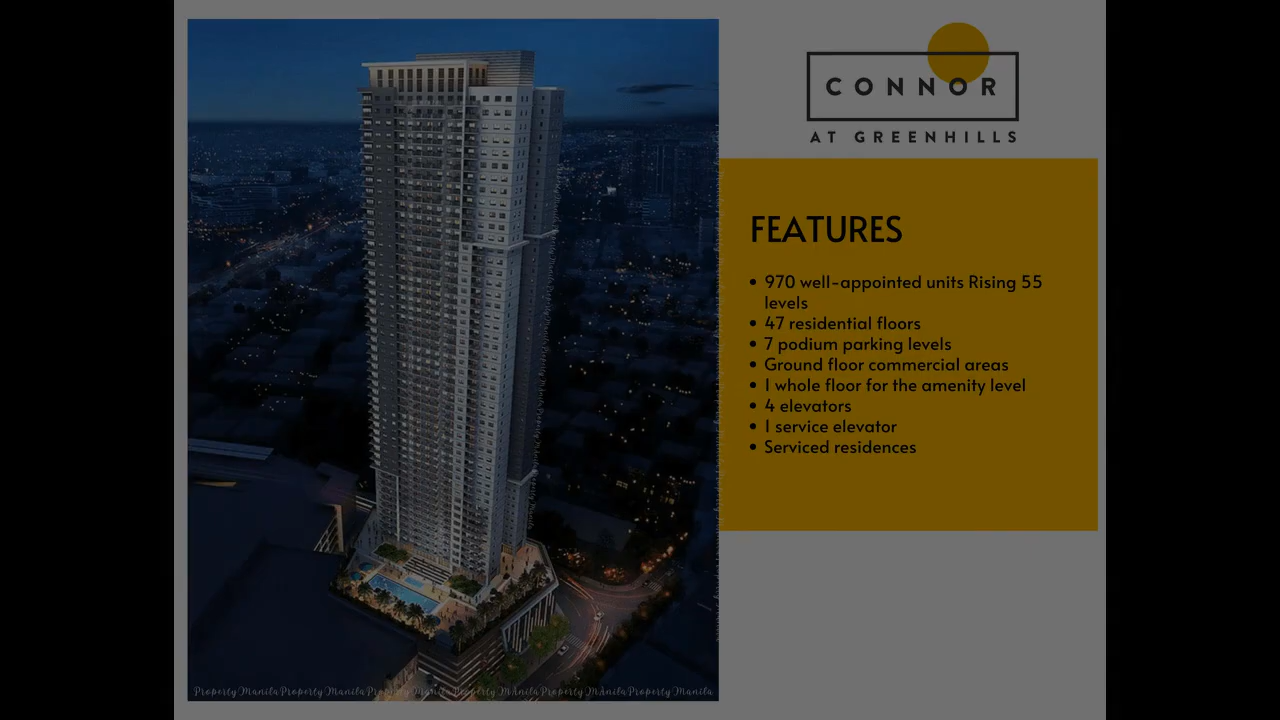 CONNOR
AT GREENHILLS
FEATURES
• 970 well-appointed units Rising 55
levels
• 47 residential floors
• 7 podium parking levels
• Ground floor commercial areas
• 1 whole floor for the amenity level
• 4 elevators
• 1 service elevator
• Serviced residences
Property Manila Property Manila Property Manila Property Manila Property Manila Property Manila